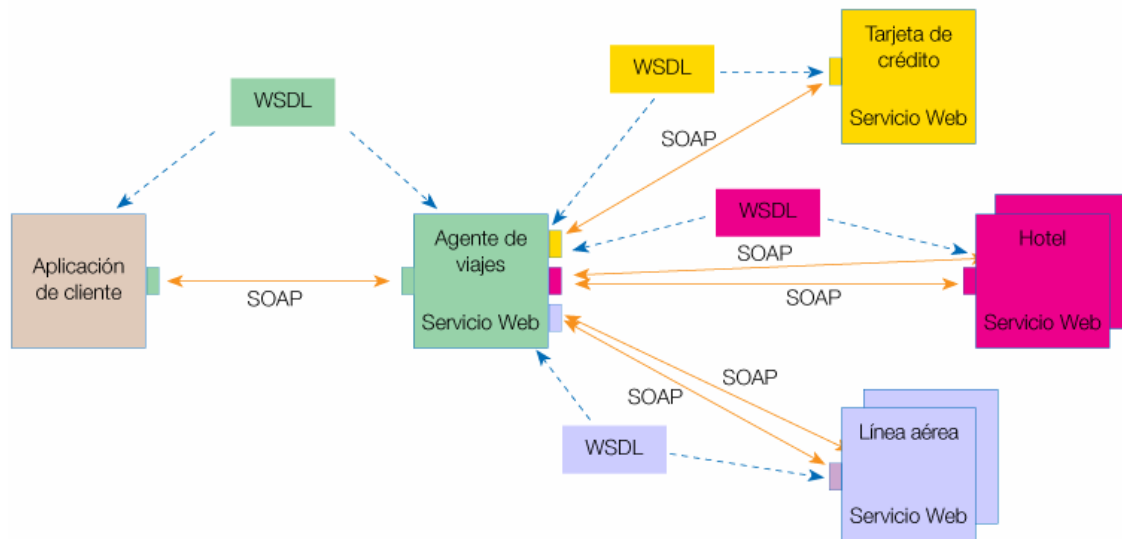 Tarjeta de
crédito
Servicio Web
WSDL
WSDL
SOAP
WSDL
Aplicación
de cliente
SOAP
Agente de
viajes
Servicio Web
SOAP
SOAP
Hotel
Servicio Web
SOAP
SOAP
WSDL
Línea aérea
Servicio Web